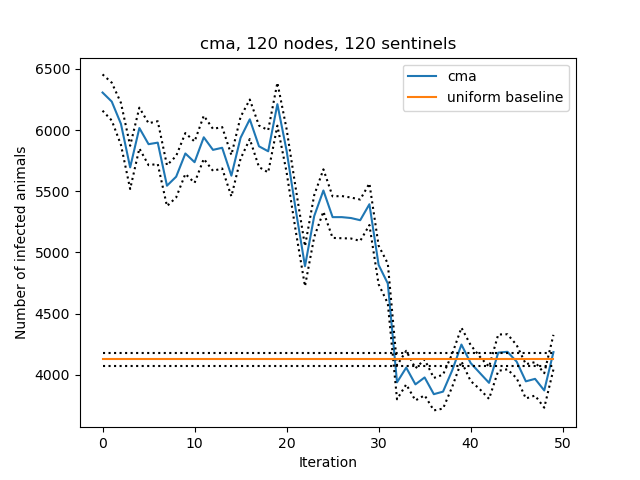 cma, 120 nodes, 120 sentinels
cma
uniform baseline
Number of infected animals
6500
6000
5500
5000
4500
4000
0
10
20
30
40
50
Iteration